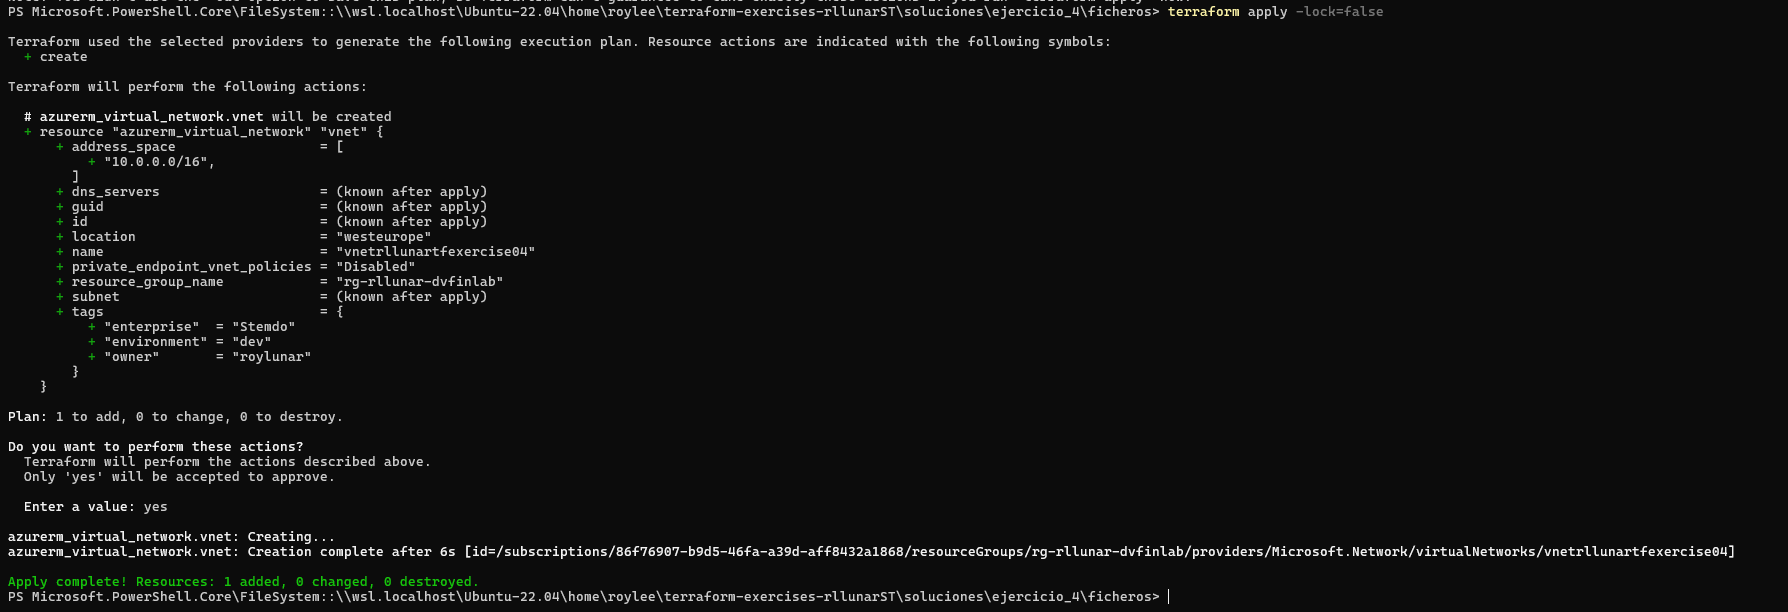 PS Microsoft.PowerShell.Core\FileSystem::\\wsl.localhost\Ubuntu-22.04\home\roylee\terraform-exercises-rllunarST\soluciones\ejercicio_4\ficheros> terraform apply -lock=false
Terraform used the selected providers to generate the following execution plan. Resource actions are indicated with the following symbols:
  + create
Terraform will perform the following actions:
  # azurerm_virtual_network.vnet will be created
  + resource "azurerm_virtual_network" "vnet" {
      + address_space                  = [
          + "10.0.0.0/16",
        ]
      + dns_servers                    = (known after apply)
      + guid                           = (known after apply)
      + id                             = (known after apply)
      + location                       = "westeurope"
      + name                           = "vnetrllunartfexercise04"
      + private_endpoint_vnet_policies = "Disabled"
      + resource_group_name            = "rg-rllunar-dvfinlab"
      + subnet                         = (known after apply)
      + tags                           = {
          + "enterprise"  = "Stemdo"
          + "environment" = "dev"
          + "owner"       = "roylunar"
        }
    }
Plan: 1 to add, 0 to change, 0 to destroy.
Do you want to perform these actions?
  Terraform will perform the actions described above.
  Only 'yes' will be accepted to approve.
  Enter a value: yes
azurerm_virtual_network.vnet: Creating...
azurerm_virtual_network.vnet: Creation complete after 6s [id=/subscriptions/86f76907-b9d5-46fa-a39d-aff8432a1868/resourceGroups/rg-rllunar-dvfinlab/providers/Microsoft.Network/virtualNetworks/vnetrllunartfexercise04]
Apply complete! Resources: 1 added, 0 changed, 0 destroyed.
PS Microsoft.PowerShell.Core\FileSystem::\\wsl.localhost\Ubuntu-22.04\home\roylee\terraform-exercises-rllunarST\soluciones\ejercicio_4\ficheros>